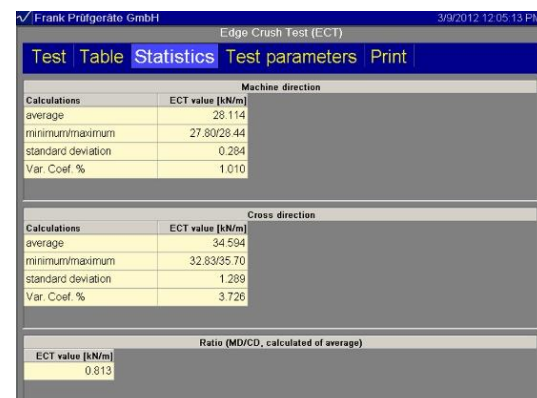 Frank Prüfgeräte GmbH 3/9/2012 12:05:13 PM
Edge Crush Test (ECT)
Test Table Statistics Test parameters Print
Machine direction
Calculations ECT value [kN/m]
average 28.114
minimum/maximum 27.80/28.44
standard deviation 0.284
Var. Coef. % 1.010
Cross direction
Calculations ECT value [kN/m]
average 34.594
minimum/maximum 32.83/35.70
standard deviation 1.289
Var. Coef. % 3.726
Ratio (MD/CD, calculated of average)
ECT value [kN/m]
0.813